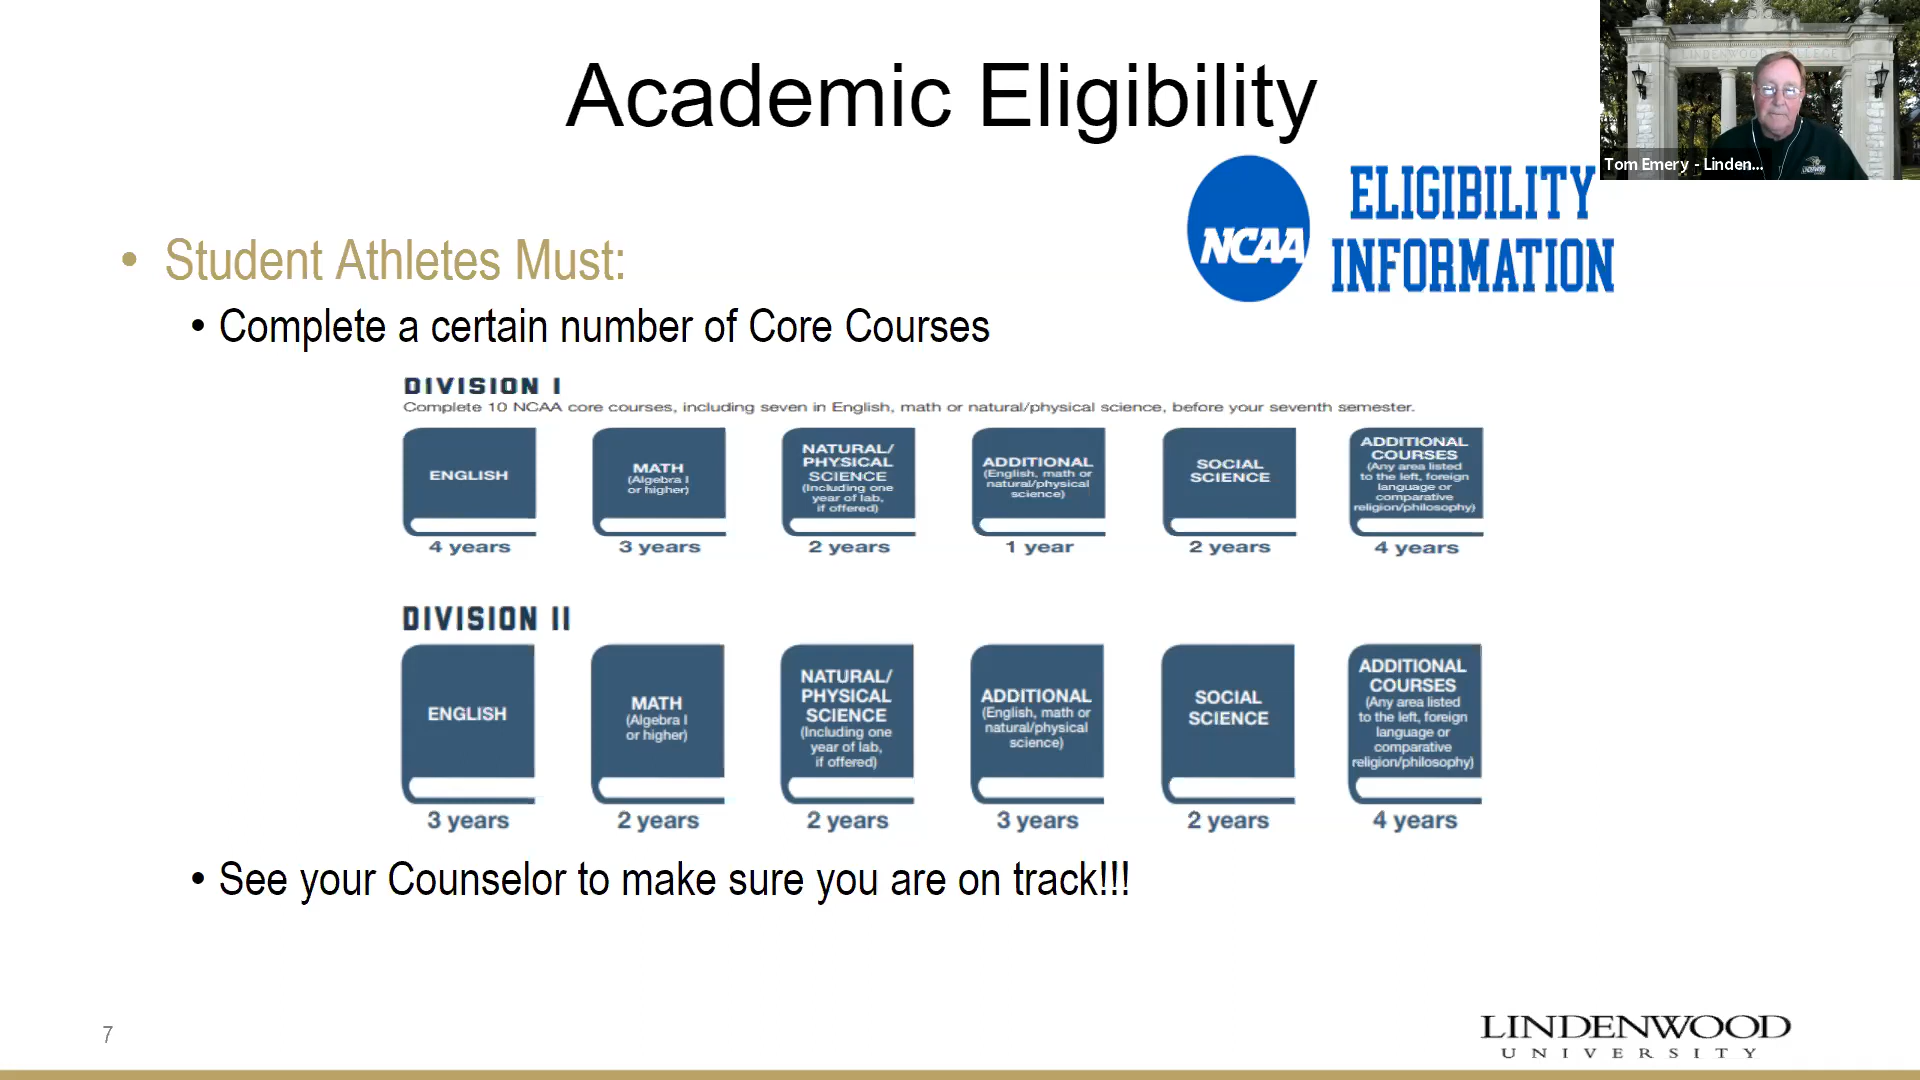 Academic Eligibility
LINDENWOOD COLLEGE
Tom Emery - Linden...
NCAA
ELIGIBILITY
INFORMATION
• Student Athletes Must:
• Complete a certain number of Core Courses
DIVISION I
Complete 10 NCAA core courses, including seven in English, math or natural/physical science, before your seventh semester.
ENGLISH
4 years
MATH
(Algebra I
or higher)
3 years
NATURAL/
PHYSICAL
SCIENCE
(Including one
year of lab,
if offered)
2 years
ADDITIONAL
(English, math or
natural/physical
science)
1 year
SOCIAL
SCIENCE
2 years
ADDITIONAL
COURSES
(Any area listed
to the left, foreign
language or
comparative
religion/philosophy)
4 years
DIVISION II
ENGLISH
3 years
MATH
(Algebra I
or higher)
2 years
NATURAL/
PHYSICAL
SCIENCE
(Including one
year of lab,
if offered)
2 years
ADDITIONAL
(English, math or
natural/physical
science)
3 years
SOCIAL
SCIENCE
2 years
ADDITIONAL
COURSES
(Any area listed
to the left, foreign
language or
comparative
religion/philosophy)
4 years
• See your Counselor to make sure you are on track!!!
7
LINDENWOOD
UNIVERSITY